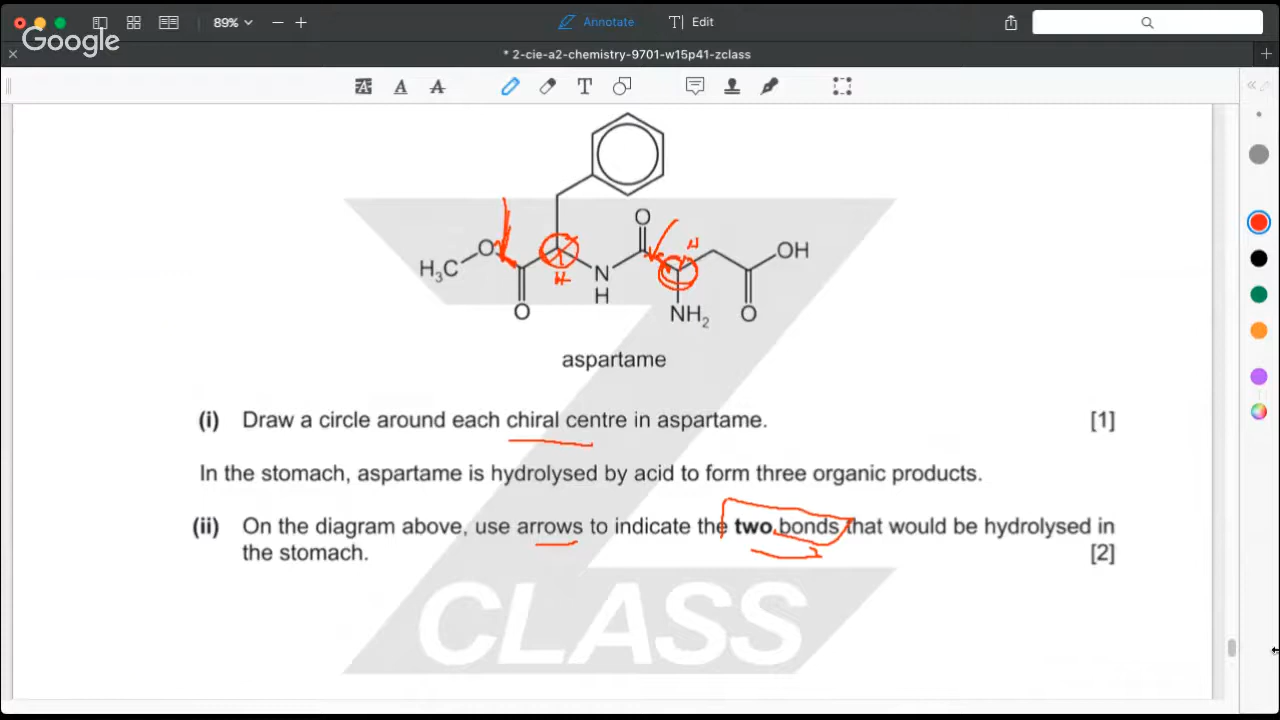 89%
Annotate
Edit
Google
* 2-cie-a2-chemistry-9701-w15p41-zclass
O
O
OH
H3C
N
H
H
H
O
NH2
O
aspartame
(i) Draw a circle around each chiral centre in aspartame. [1]
In the stomach, aspartame is hydrolysed by acid to form three organic products.
(ii) On the diagram above, use arrows to indicate the two bonds that would be hydrolysed in
the stomach. [2]
CLASS